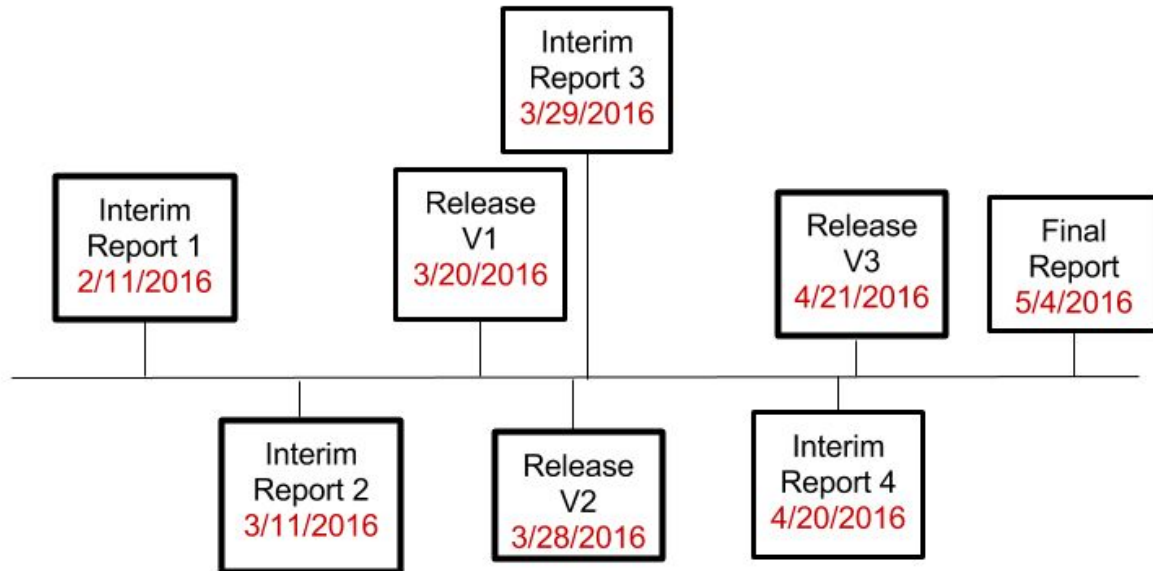 Interim
Report 3
3/29/2016
Interim
Report 1
2/11/2016
Release
V1
3/20/2016
Release
V3
4/21/2016
Final
Report
5/4/2016
Interim
Report 2
3/11/2016
Release
V2
3/28/2016
Interim
Report 4
4/20/2016